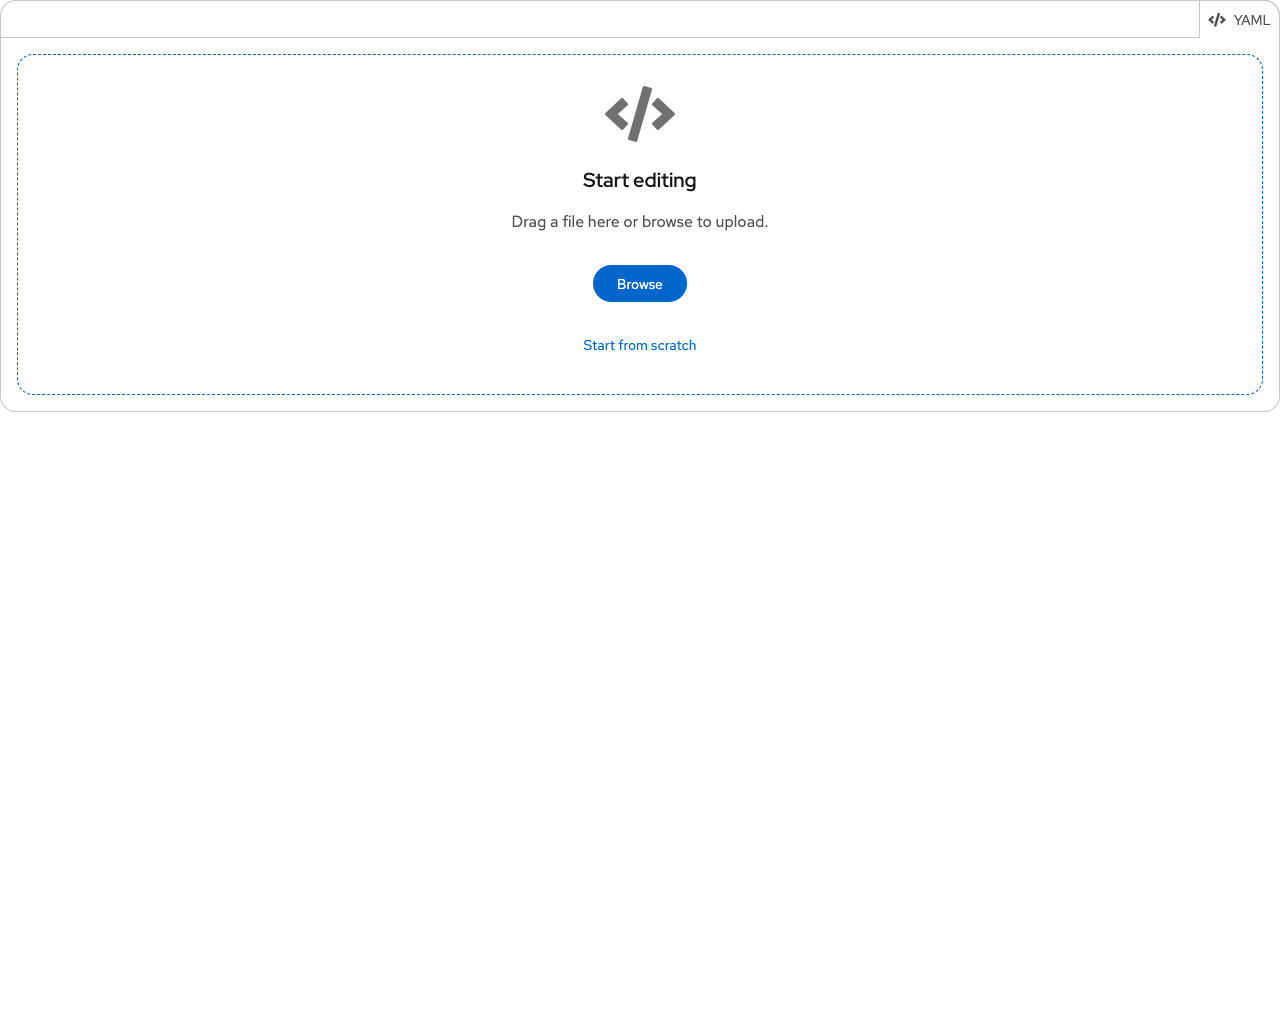 YAML
Start editing
Drag a file here or browse to upload.
Browse
Start from scratch